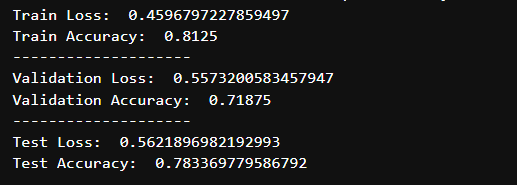 Train Loss:  0.4596797227859497
Train Accuracy:  0.8125
--------------------
Validation Loss:  0.5573200583457947
Validation Accuracy:  0.71875
--------------------
Test Loss:  0.5621896982192993
Test Accuracy:  0.783369779586792